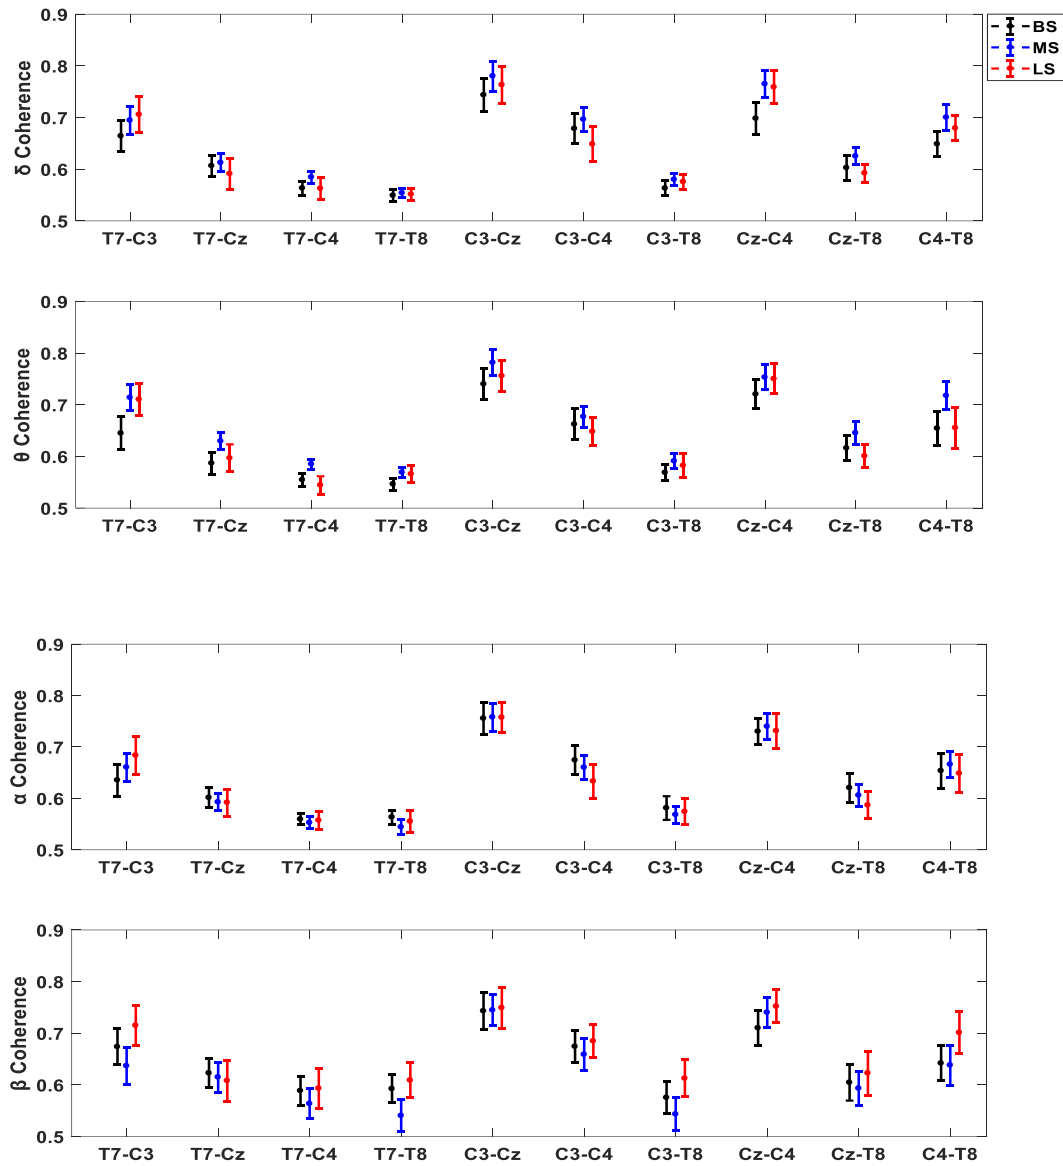 BS
MS
LS
δ Coherence
0.9
0.8
0.7
0.6
0.5
T7-C3 T7-Cz T7-C4 T7-T8 C3-Cz C3-C4 C3-T8 Cz-C4 Cz-T8 C4-T8
θ Coherence
0.9
0.8
0.7
0.6
0.5
T7-C3 T7-Cz T7-C4 T7-T8 C3-Cz C3-C4 C3-T8 Cz-C4 Cz-T8 C4-T8
α Coherence
0.9
0.8
0.7
0.6
0.5
T7-C3 T7-Cz T7-C4 T7-T8 C3-Cz C3-C4 C3-T8 Cz-C4 Cz-T8 C4-T8
β Coherence
0.9
0.8
0.7
0.6
0.5
T7-C3 T7-Cz T7-C4 T7-T8 C3-Cz C3-C4 C3-T8 Cz-C4 Cz-T8 C4-T8